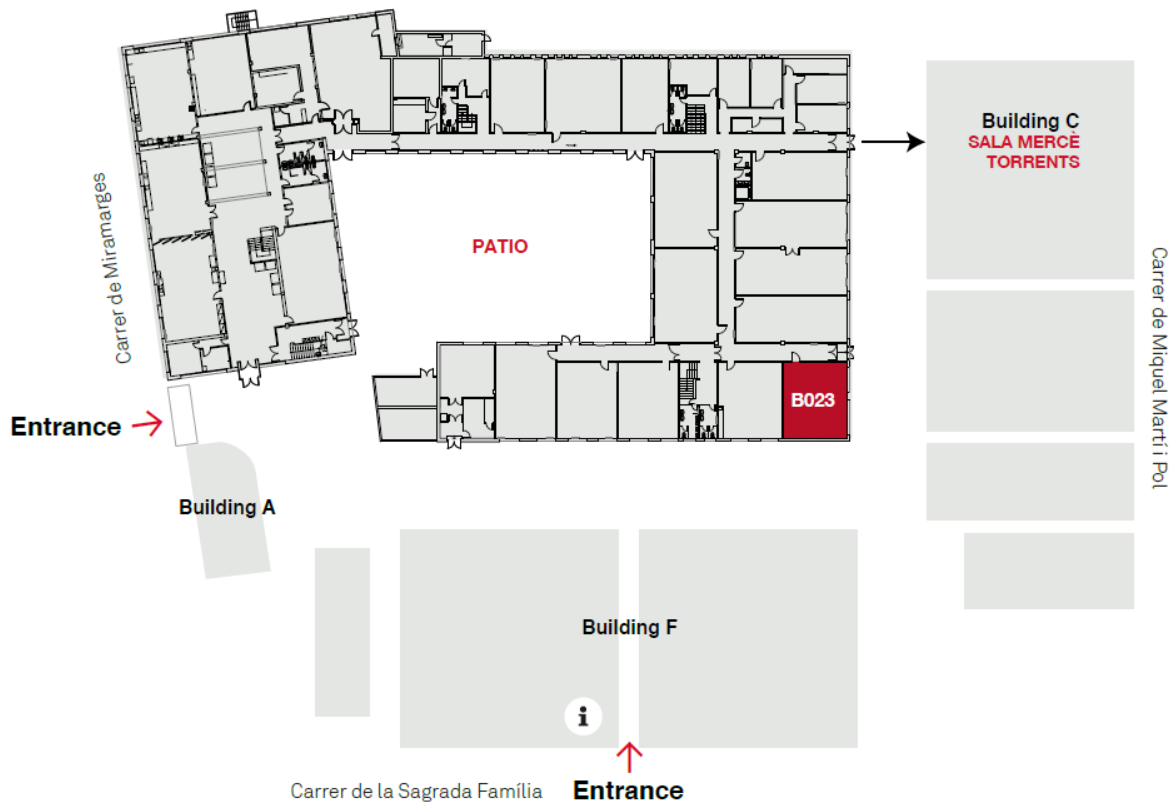 Building C
SALA MERCÈ
TORRENTS
Carrer de Miramarges
PATIO
Carrer de Miquel Martí i Pol
B023
Entrance
Building A
Building F
i
Carrer de la Sagrada Família
Entrance